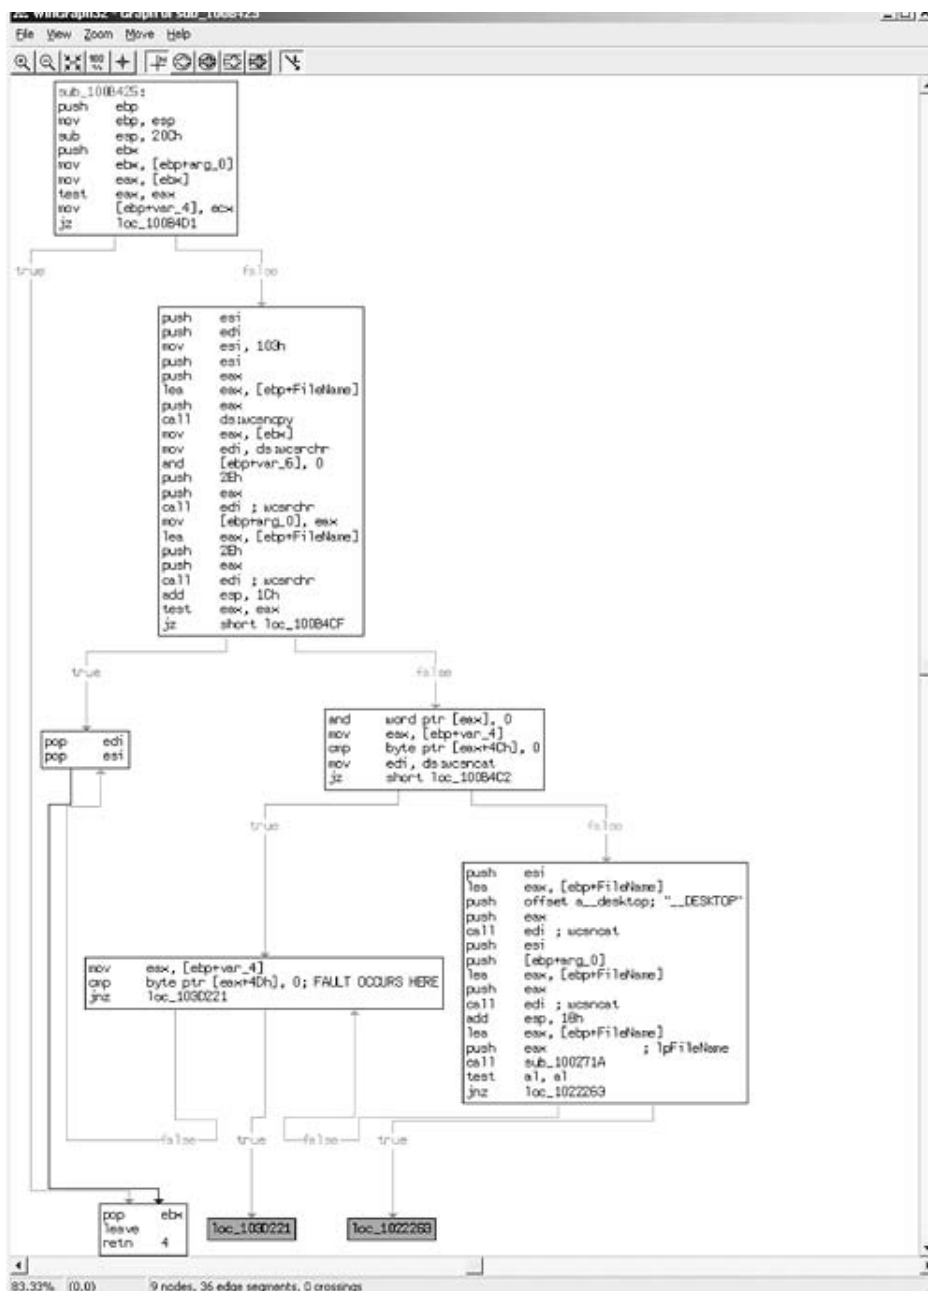 WinGraph32 - Graph of sub_100B425
File View Zoom Move Help
100 %
sub_100B425:
push ebp
mov ebp, esp
sub esp, 20Ch
push ebx
mov ebx, [ebp+arg_0]
mov eax, [ebx]
test eax, eax
mov [ebp+var_4], ecx
jz loc_100B4D1
true
false
push esi
push edi
mov esi, 103h
push esi
push eax
lea eax, [ebp+FileName]
push eax
call ds:wcsncpy
mov eax, [ebx]
mov edi, ds:wcsrchr
and [ebp+var_6], 0
push 2Eh
push eax
call edi ; wcsrchr
mov [ebp+arg_0], eax
lea eax, [ebp+FileName]
push 2Eh
push eax
call edi ; wcsrchr
add esp, 1Ch
test eax, eax
jz short loc_100B4CF
true
false
pop edi
pop esi
and word ptr [eax], 0
mov eax, [ebp+var_4]
cmp byte ptr [eax+4Ch], 0
mov edi, ds:wcsncat
jz short loc_100B4C2
true
false
push esi
lea eax, [ebp+FileName]
push offset a__desktop; "__DESKTOP"
push eax
call edi ; wcsncat
push esi
push [ebp+arg_0]
lea eax, [ebp+FileName]
push eax
call edi ; wcsncat
add esp, 18h
lea eax, [ebp+FileName]
push eax ; lpFileName
call sub_100271A
test al, al
jnz loc_1022263
mov eax, [ebp+var_4]
cmp byte ptr [eax+4Dh], 0; FAULT OCCURS HERE
jnz loc_103D221
false
true
false
true
pop ebx
leave
retn 4
loc_103D221
loc_1022263
83.33% (0,0) 9 nodes, 36 edge segments, 0 crossings